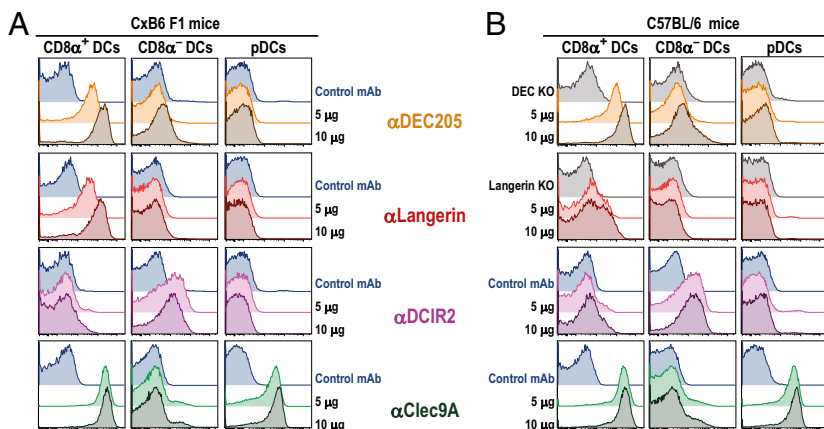 A
CxB6 F1 mice
CD8α⁺ DCs CD8α⁻ DCs pDCs
Control mAb
5 μg
10 μg
αDEC205
Control mAb
5 μg
10 μg
αLangerin
Control mAb
5 μg
10 μg
αDCIR2
Control mAb
5 μg
10 μg
αClec9A
B
C57BL/6 mice
CD8α⁺ DCs CD8α⁻ DCs pDCs
DEC KO
5 μg
10 μg
Langerin KO
5 μg
10 μg
Control mAb
5 μg
10 μg
Control mAb
5 μg
10 μg